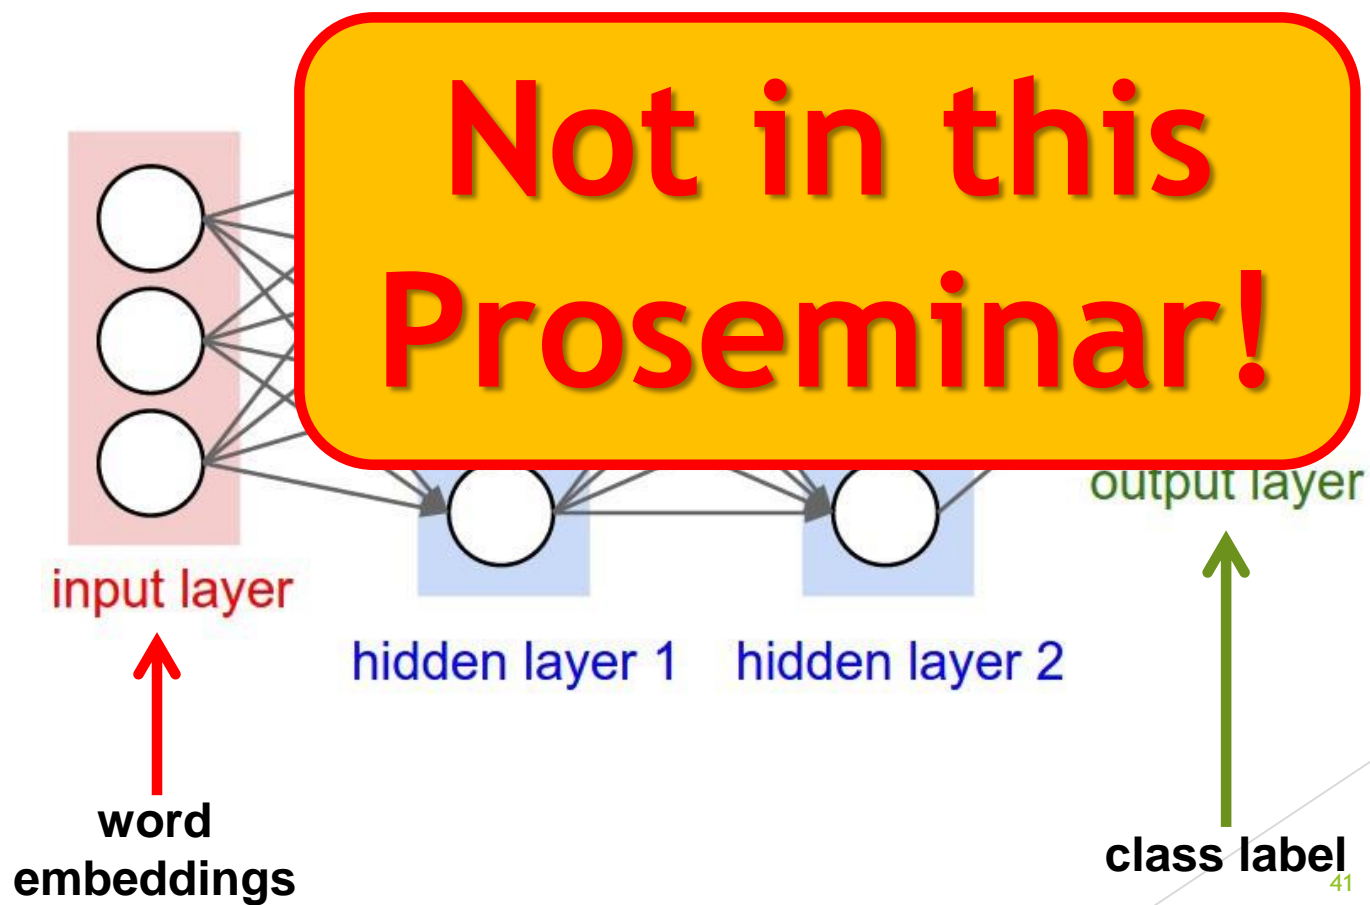 Not in this
Proseminar!
output layer
input layer
hidden layer 1
hidden layer 2
word
embeddings
class label
41